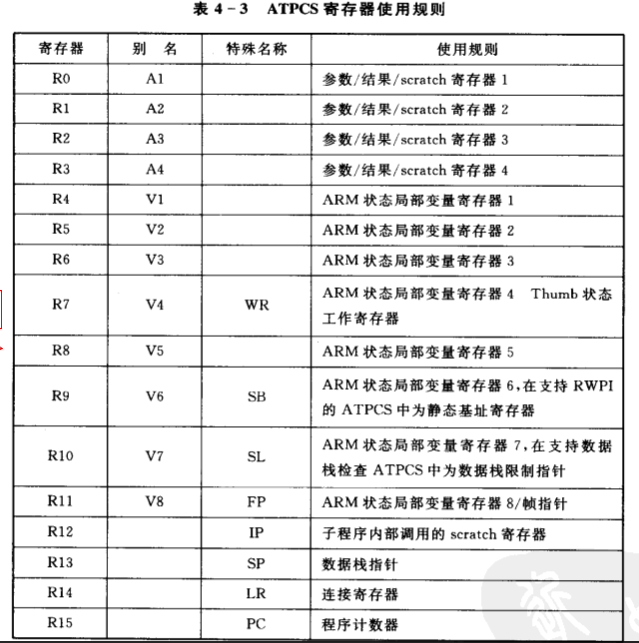 表 4-3 ATPCS 寄存器使用规则
寄存器 别 名 特殊名称 使用规则
R0 A1 参数/结果/scratch 寄存器 1
R1 A2 参数/结果/scratch 寄存器 2
R2 A3 参数/结果/scratch 寄存器 3
R3 A4 参数/结果/scratch 寄存器 4
R4 V1 ARM 状态局部变量寄存器 1
R5 V2 ARM 状态局部变量寄存器 2
R6 V3 ARM 状态局部变量寄存器 3
R7 V4 WR ARM 状态局部变量寄存器 4 Thumb 状态
工作寄存器
R8 V5 ARM 状态局部变量寄存器 5
R9 V6 SB ARM 状态局部变量寄存器 6,在支持 RWPI
的 ATPCS 中为静态基址寄存器
R10 V7 SL ARM 状态局部变量寄存器 7,在支持数据
栈检查 ATPCS 中为数据栈限制指针
R11 V8 FP ARM 状态局部变量寄存器 8/帧指针
R12 IP 子程序内部调用的 scratch 寄存器
R13 SP 数据栈指针
R14 LR 连接寄存器
R15 PC 程序计数器